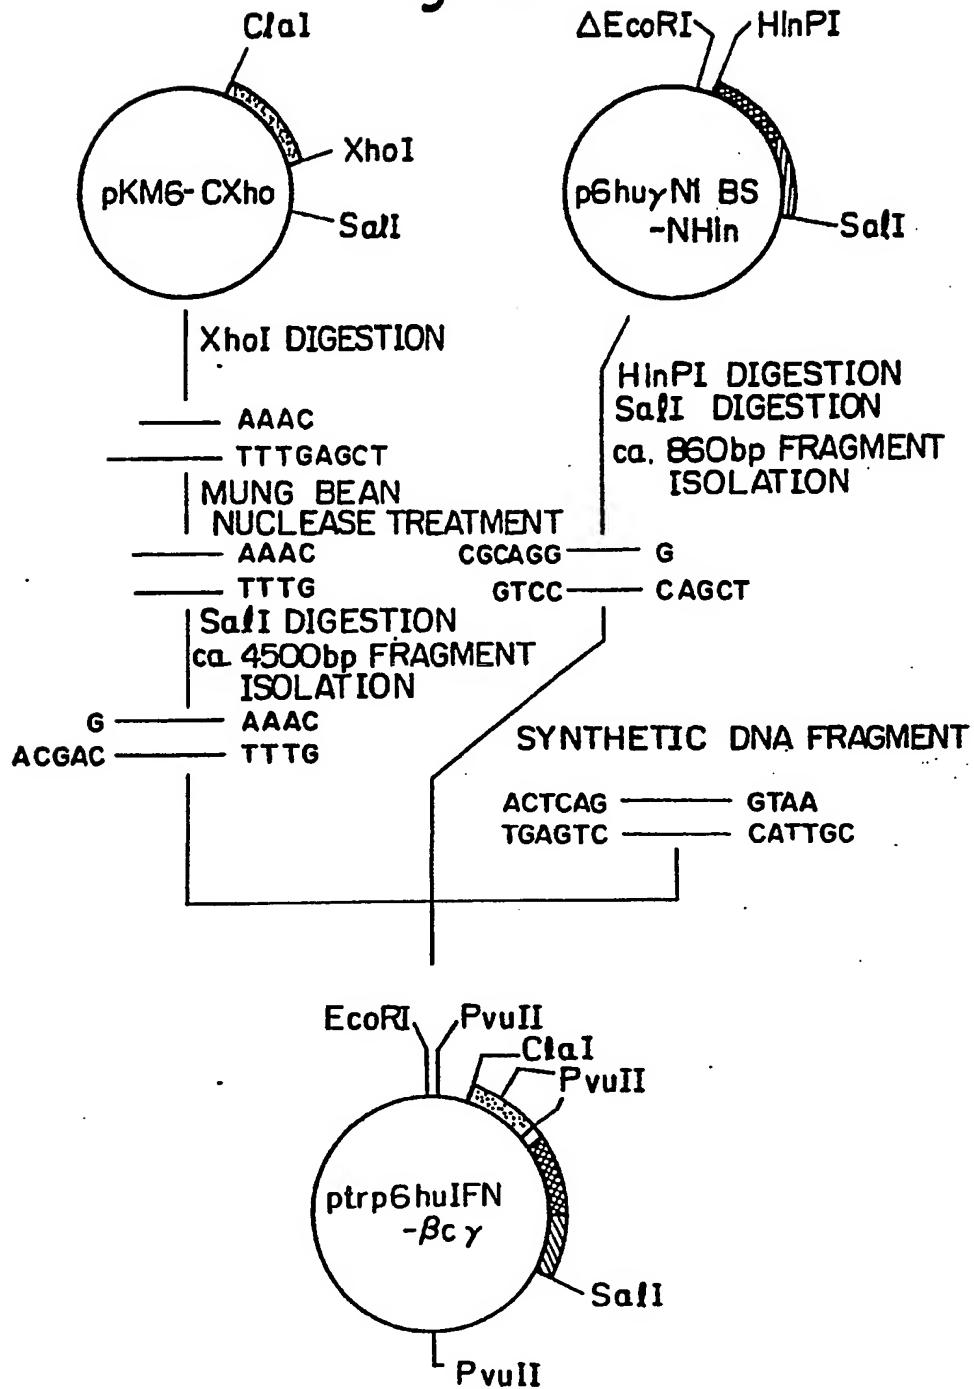 ClaI
XhoI
SalI
pKM6-CXho
ΔEcoRI
HinPI
p6huγN1 BS
-NHin
SalI
XhoI DIGESTION
AAAC
TTTGAGCT
MUNG BEAN
NUCLEASE TREATMENT
AAAC
TTTG
SalI DIGESTION
ca. 4500bp FRAGMENT
ISOLATION
G AAAC
ACGAC TTTG
HinPI DIGESTION
SalI DIGESTION
ca. 860bp FRAGMENT
ISOLATION
CGCAGG G
GTCC CAGCT
SYNTHETIC DNA FRAGMENT
ACTCAG GTAA
TGAGTC CATTGC
EcoRI
PvuII
ClaI
PvuII
ptrp6huIFN
-βcγ
SalI
PvuII